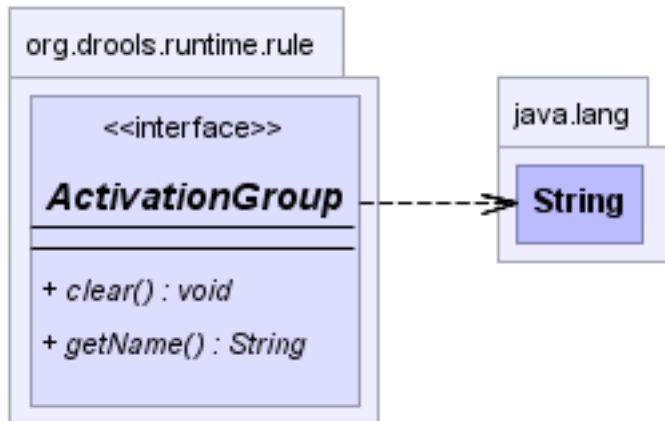 org.drools.runtime.rule
<<interface>>
ActivationGroup
+ clear() : void
+ getName() : String
java.lang
String